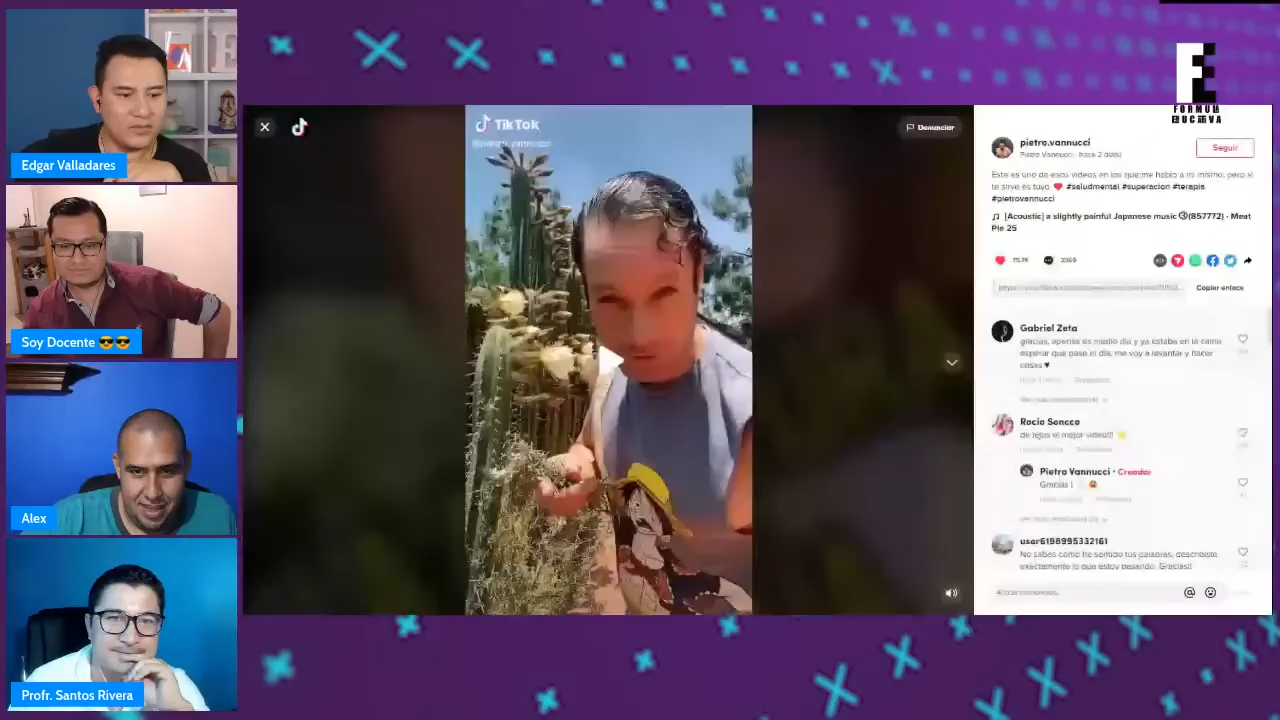 Edgar Valladares
Soy Docente 😎😎
Alex
Profr. Santos Rivera
TikTok
Denunciar
FORMULA
EDUCATIVA
pietro.vannucci
Pietro Vannucci · hace 2 día(s)
Seguir
Este es uno de esos videos en los que me hablo a mi mismo, pero si
te sirve es tuyo ❤️ #saludmental #superacion #terapia
#pietrovannucci
♫ [Acoustic] a slightly painful Japanese music (857772) - Meat
Pie 25
Copiar enlace
Gabriel Zeta
gracias, apenas es medio día y ya estaba en la cama
esperar que pase el día, me voy a levantar y hacer
cosas ♥
Rocio Soncco
de lejos el mejor video!!!
Pietro Vannucci · Creador
Gracias !
user6198995332161
No sabes como he sentido tus palabras, describiste
exáctamente lo que estoy pasando. Gracias!!